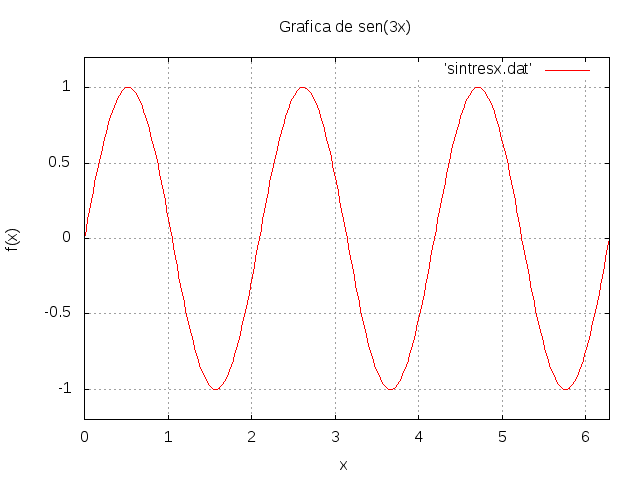 Grafica de sen(3x)
'sintresx.dat'
1
0.5
0
-0.5
-1
f(x)
0 1 2 3 4 5 6
x